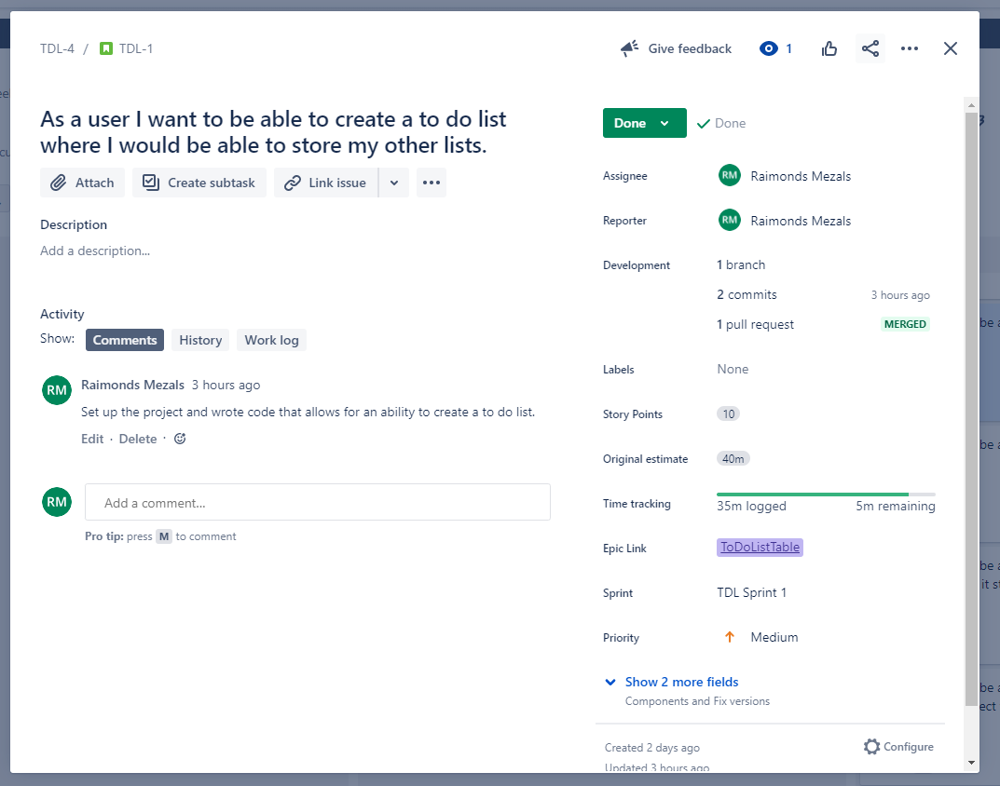 TDL-4 / TDL-1
Give feedback
1
As a user I want to be able to create a to do list
where I would be able to store my other lists.
Attach
Create subtask
Link issue
Description
Add a description...
Activity
Show:
Comments
History
Work log
RM
Raimonds Mezals 3 hours ago
Set up the project and wrote code that allows for an ability to create a to do list.
Edit · Delete ·
RM
Add a comment...
Pro tip: press M to comment
Done
Done
Assignee
RM
Raimonds Mezals
Reporter
RM
Raimonds Mezals
Development
1 branch
2 commits
3 hours ago
1 pull request
MERGED
Labels
None
Story Points
10
Original estimate
40m
Time tracking
35m logged
5m remaining
Epic Link
ToDoListTable
Sprint
TDL Sprint 1
Priority
Medium
Show 2 more fields
Components and Fix versions
Created 2 days ago
Configure
Updated 3 hours ago